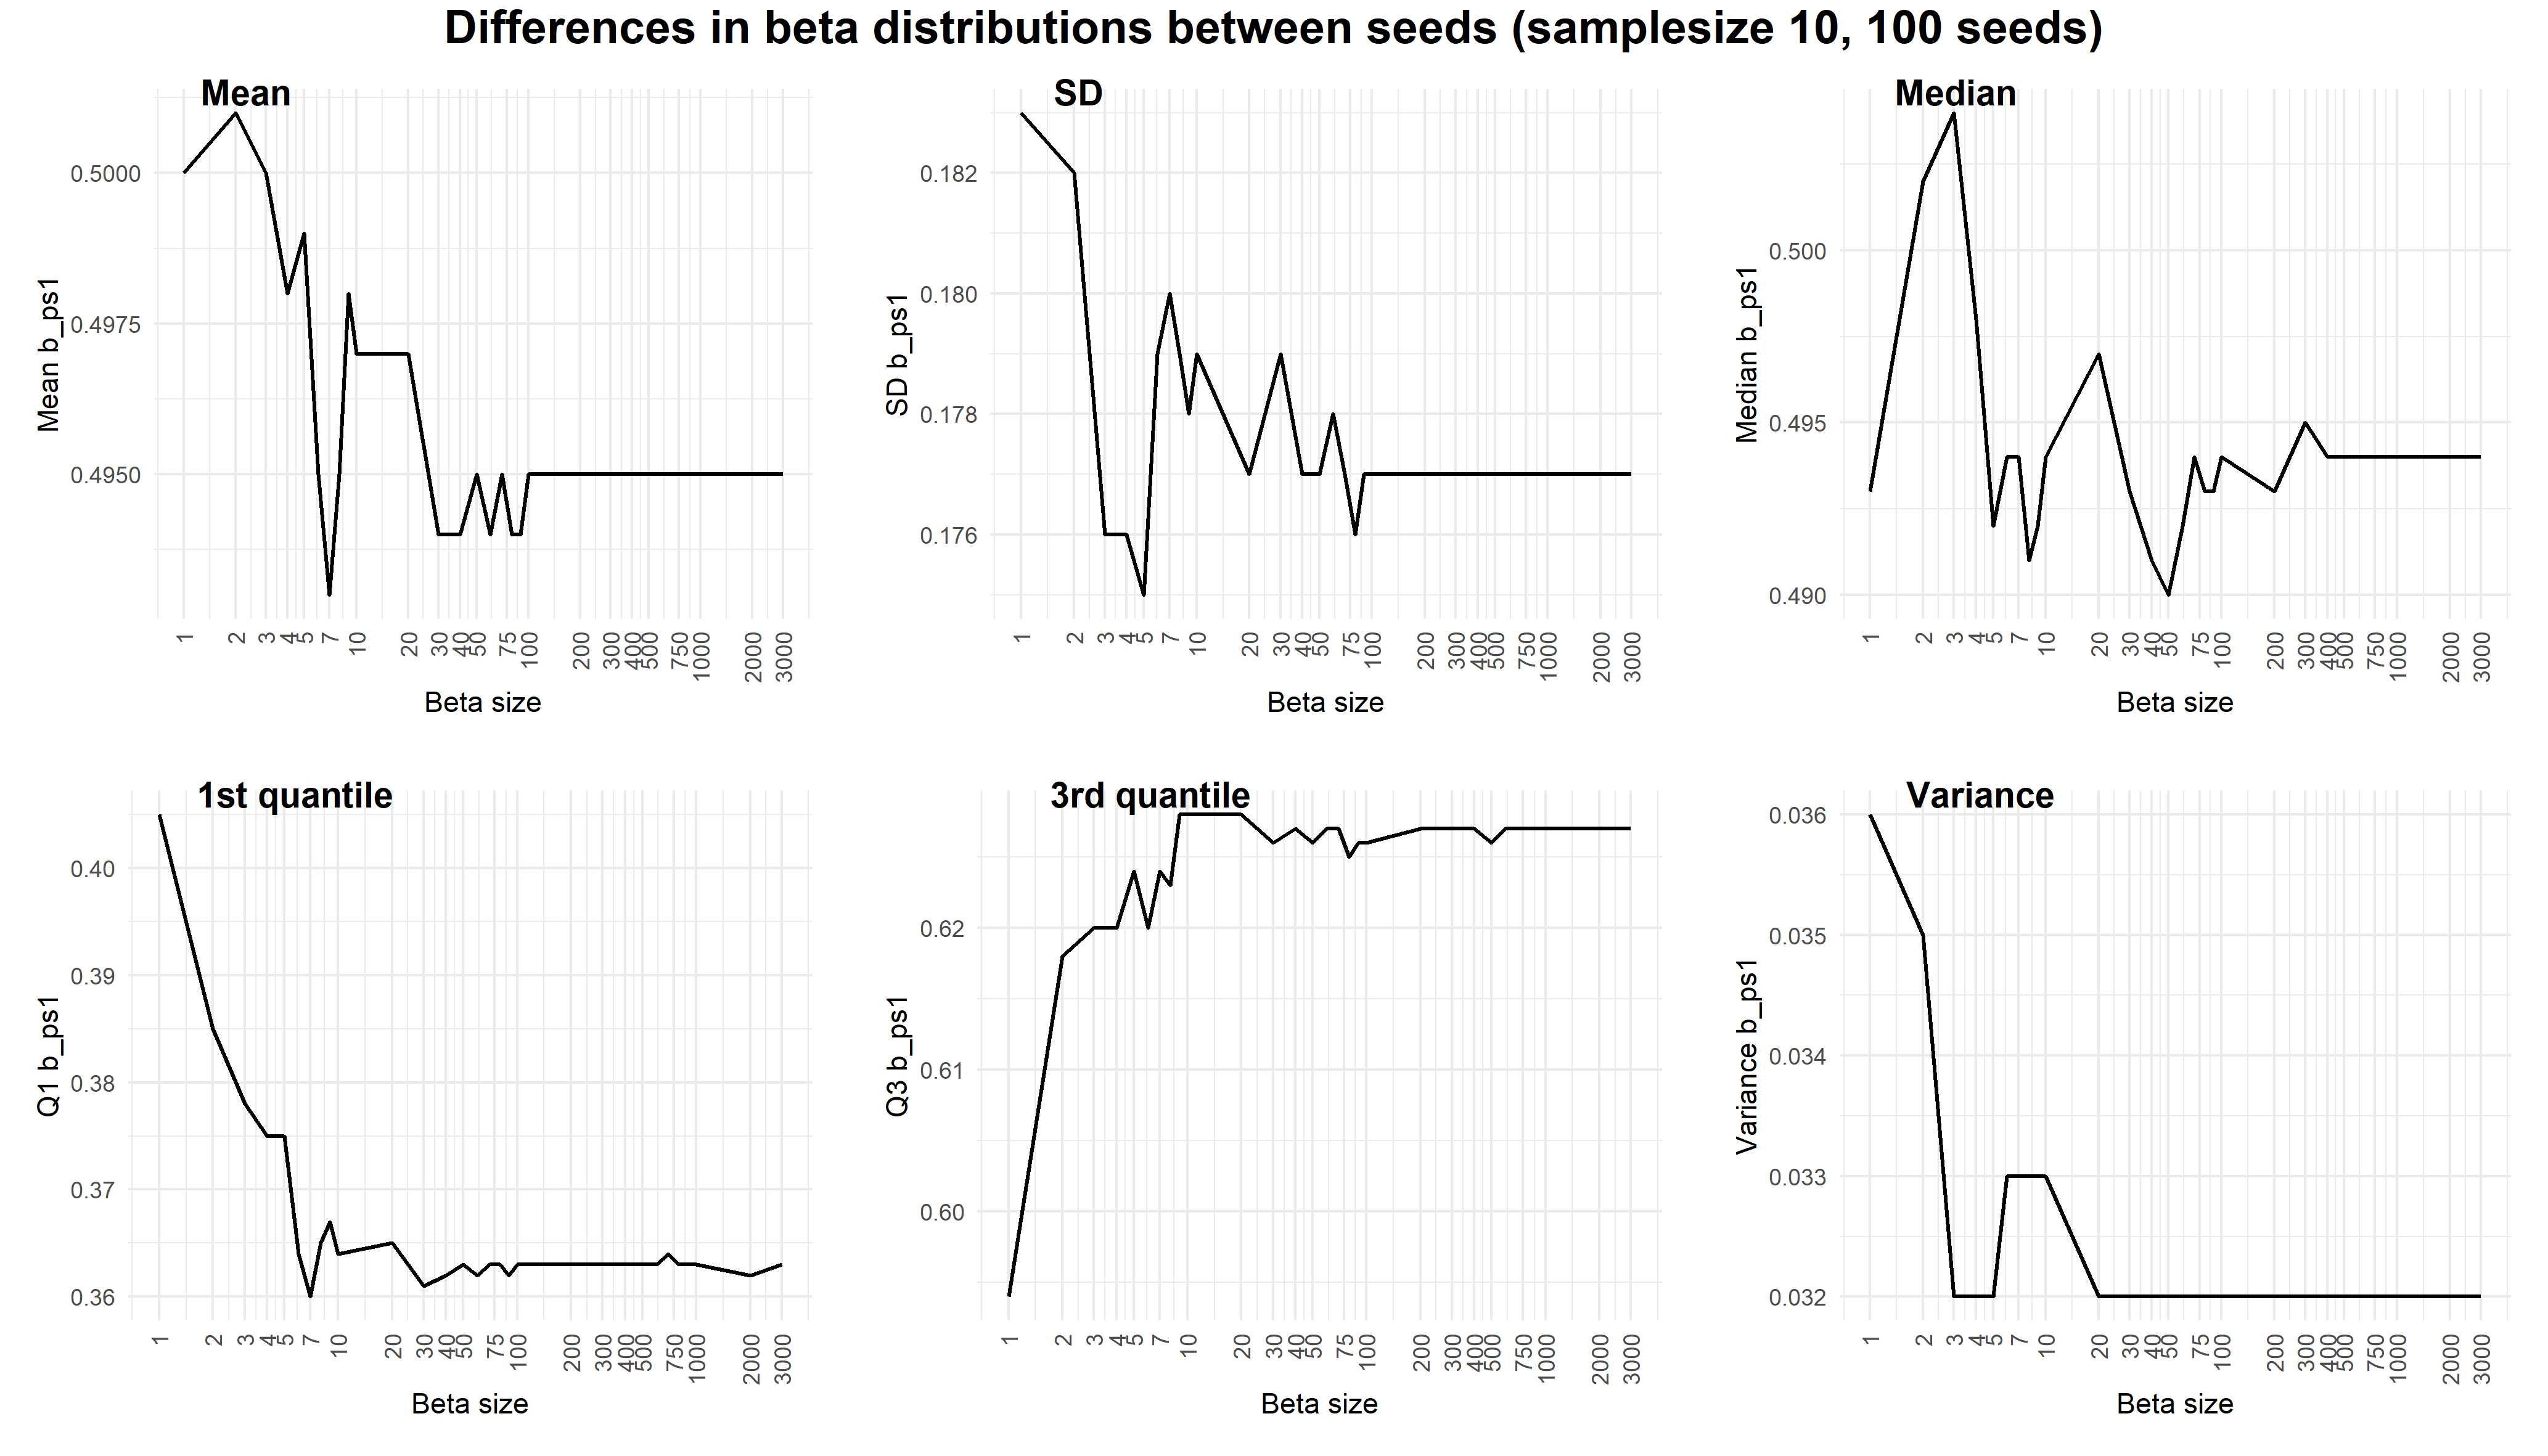 Differences in beta distributions between seeds (samplesize 10, 100 seeds)
Mean
Mean b_ps1
0.5000
0.4975
0.4950
1 2 3 4 5 7 10 20 30 40 50 75 100 200 300 400 500 750 1000 2000 3000
Beta size
SD
SD b_ps1
0.182
0.180
0.178
0.176
1 2 3 4 5 7 10 20 30 40 50 75 100 200 300 400 500 750 1000 2000 3000
Beta size
Median
Median b_ps1
0.500
0.495
0.490
1 2 3 4 5 7 10 20 30 40 50 75 100 200 300 400 500 750 1000 2000 3000
Beta size
1st quantile
Q1 b_ps1
0.40
0.39
0.38
0.37
0.36
1 2 3 4 5 7 10 20 30 40 50 75 100 200 300 400 500 750 1000 2000 3000
Beta size
3rd quantile
Q3 b_ps1
0.62
0.61
0.60
1 2 3 4 5 7 10 20 30 40 50 75 100 200 300 400 500 750 1000 2000 3000
Beta size
Variance
Variance b_ps1
0.036
0.035
0.034
0.033
0.032
1 2 3 4 5 7 10 20 30 40 50 75 100 200 300 400 500 750 1000 2000 3000
Beta size